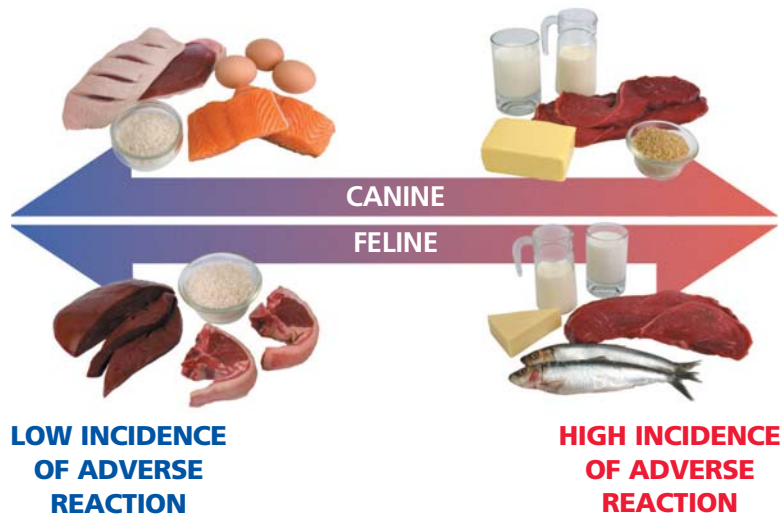 CANINE
FELINE
LOW INCIDENCE
OF ADVERSE
REACTION
HIGH INCIDENCE
OF ADVERSE
REACTION